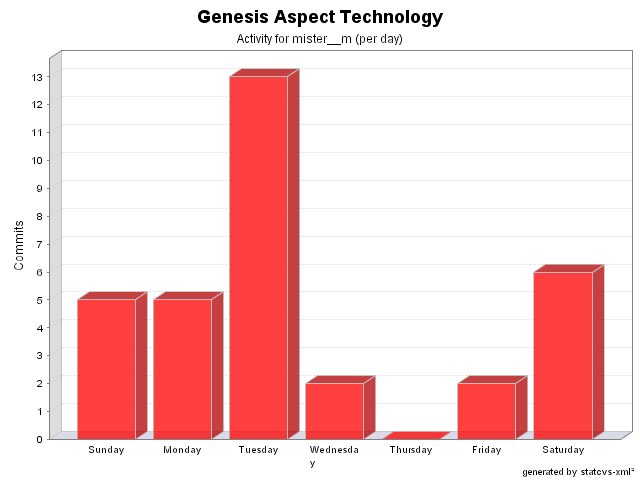 Genesis Aspect Technology
Activity for mister__m (per day)
Commits
13
12
11
10
9
8
7
6
5
4
3
2
1
0
Sunday
Monday
Tuesday
Wednesda
y
Thursday
Friday
Saturday
generated by statcvs-xml²